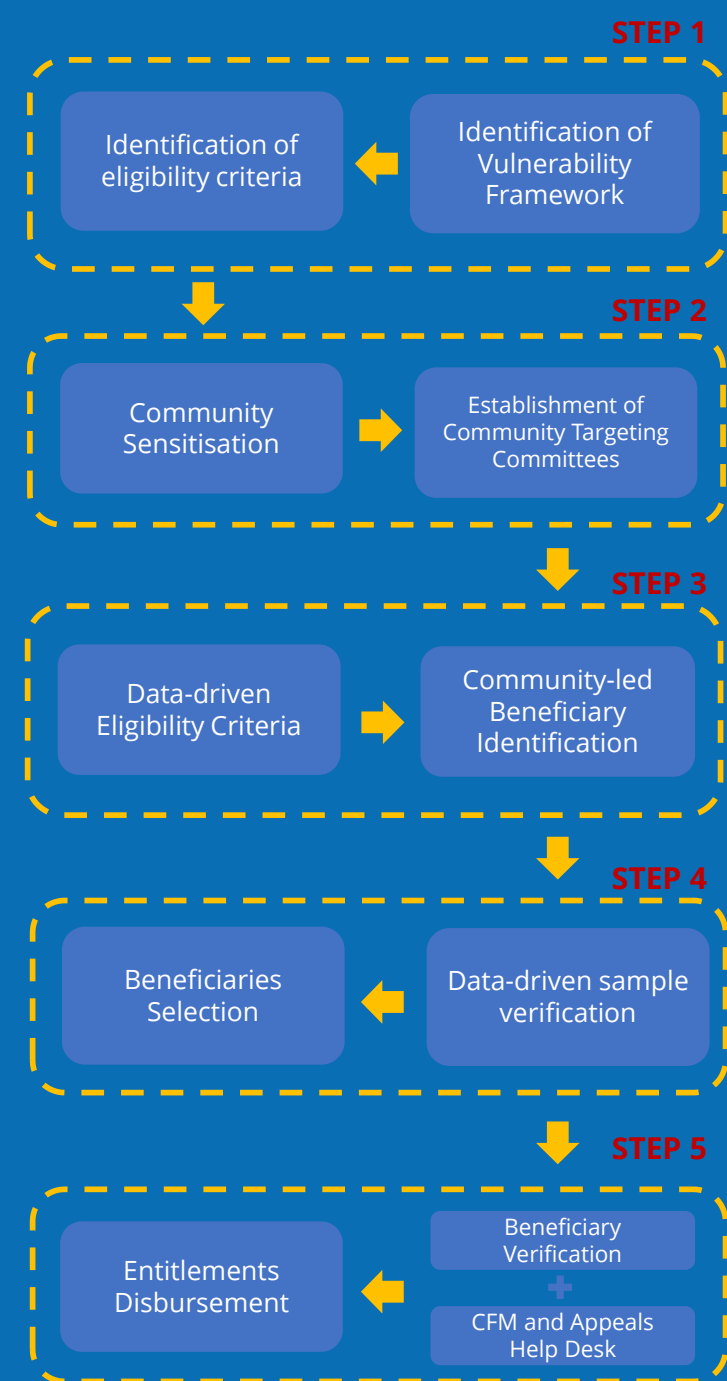 STEP 1
Identification of
eligibility criteria
Identification of
Vulnerability
Framework
STEP 2
Community
Sensitisation
Establishment of
Community Targeting
Committees
STEP 3
Data-driven
Eligibility Criteria
Community-led
Beneficiary
Identification
STEP 4
Beneficiaries
Selection
Data-driven sample
verification
STEP 5
Entitlements
Disbursement
Beneficiary
Verification
CFM and Appeals
Help Desk